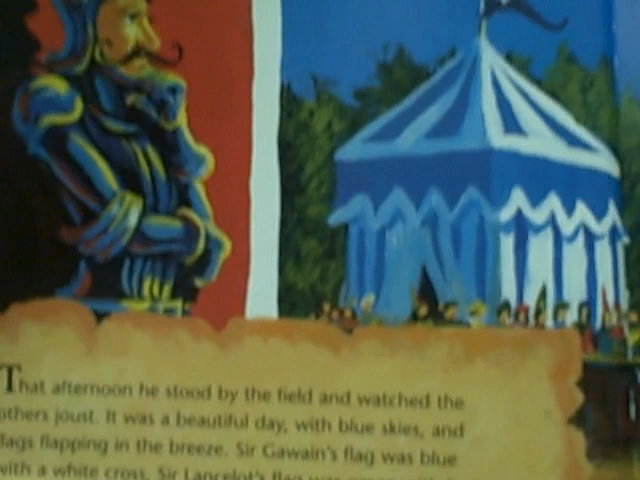 That afternoon he stood by the field and watched the
others joust. It was a beautiful day, with blue skies, and
flags flapping in the breeze. Sir Gawain's flag was blue
with a white cross. Sir Lancelot's flag was